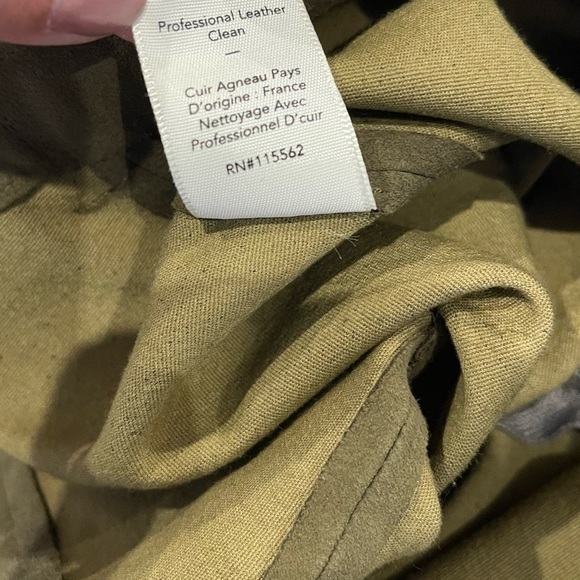 Professional Leather
Clean
—
Cuir Agneau Pays
D'origine : France
Nettoyage Avec
Professionnel D'cuir
RN#115562